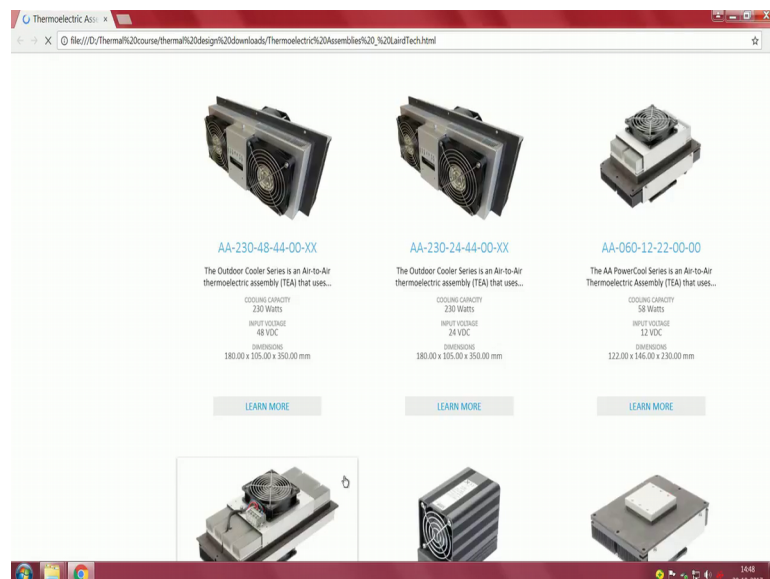 Thermoelectric Asse
file:///D:/Thermal%20course/thermal%20design%20downloads/Thermoelectric%20Assemblies%20_%20LairdTech.html
AA-230-48-44-00-XX
The Outdoor Cooler Series is an Air-to-Air
thermoelectric assembly (TEA) that uses...
COOLING CAPACITY
230 Watts
INPUT VOLTAGE
48 VDC
DIMENSIONS
180.00 x 105.00 x 350.00 mm
LEARN MORE
AA-230-24-44-00-XX
The Outdoor Cooler Series is an Air-to-Air
thermoelectric assembly (TEA) that uses...
COOLING CAPACITY
230 Watts
INPUT VOLTAGE
24 VDC
DIMENSIONS
180.00 x 105.00 x 350.00 mm
LEARN MORE
AA-060-12-22-00-00
The AA PowerCool Series is an Air-to-Air
Thermoelectric Assembly (TEA) that uses...
COOLING CAPACITY
58 Watts
INPUT VOLTAGE
12 VDC
DIMENSIONS
122.00 x 146.00 x 230.00 mm
LEARN MORE
14:48